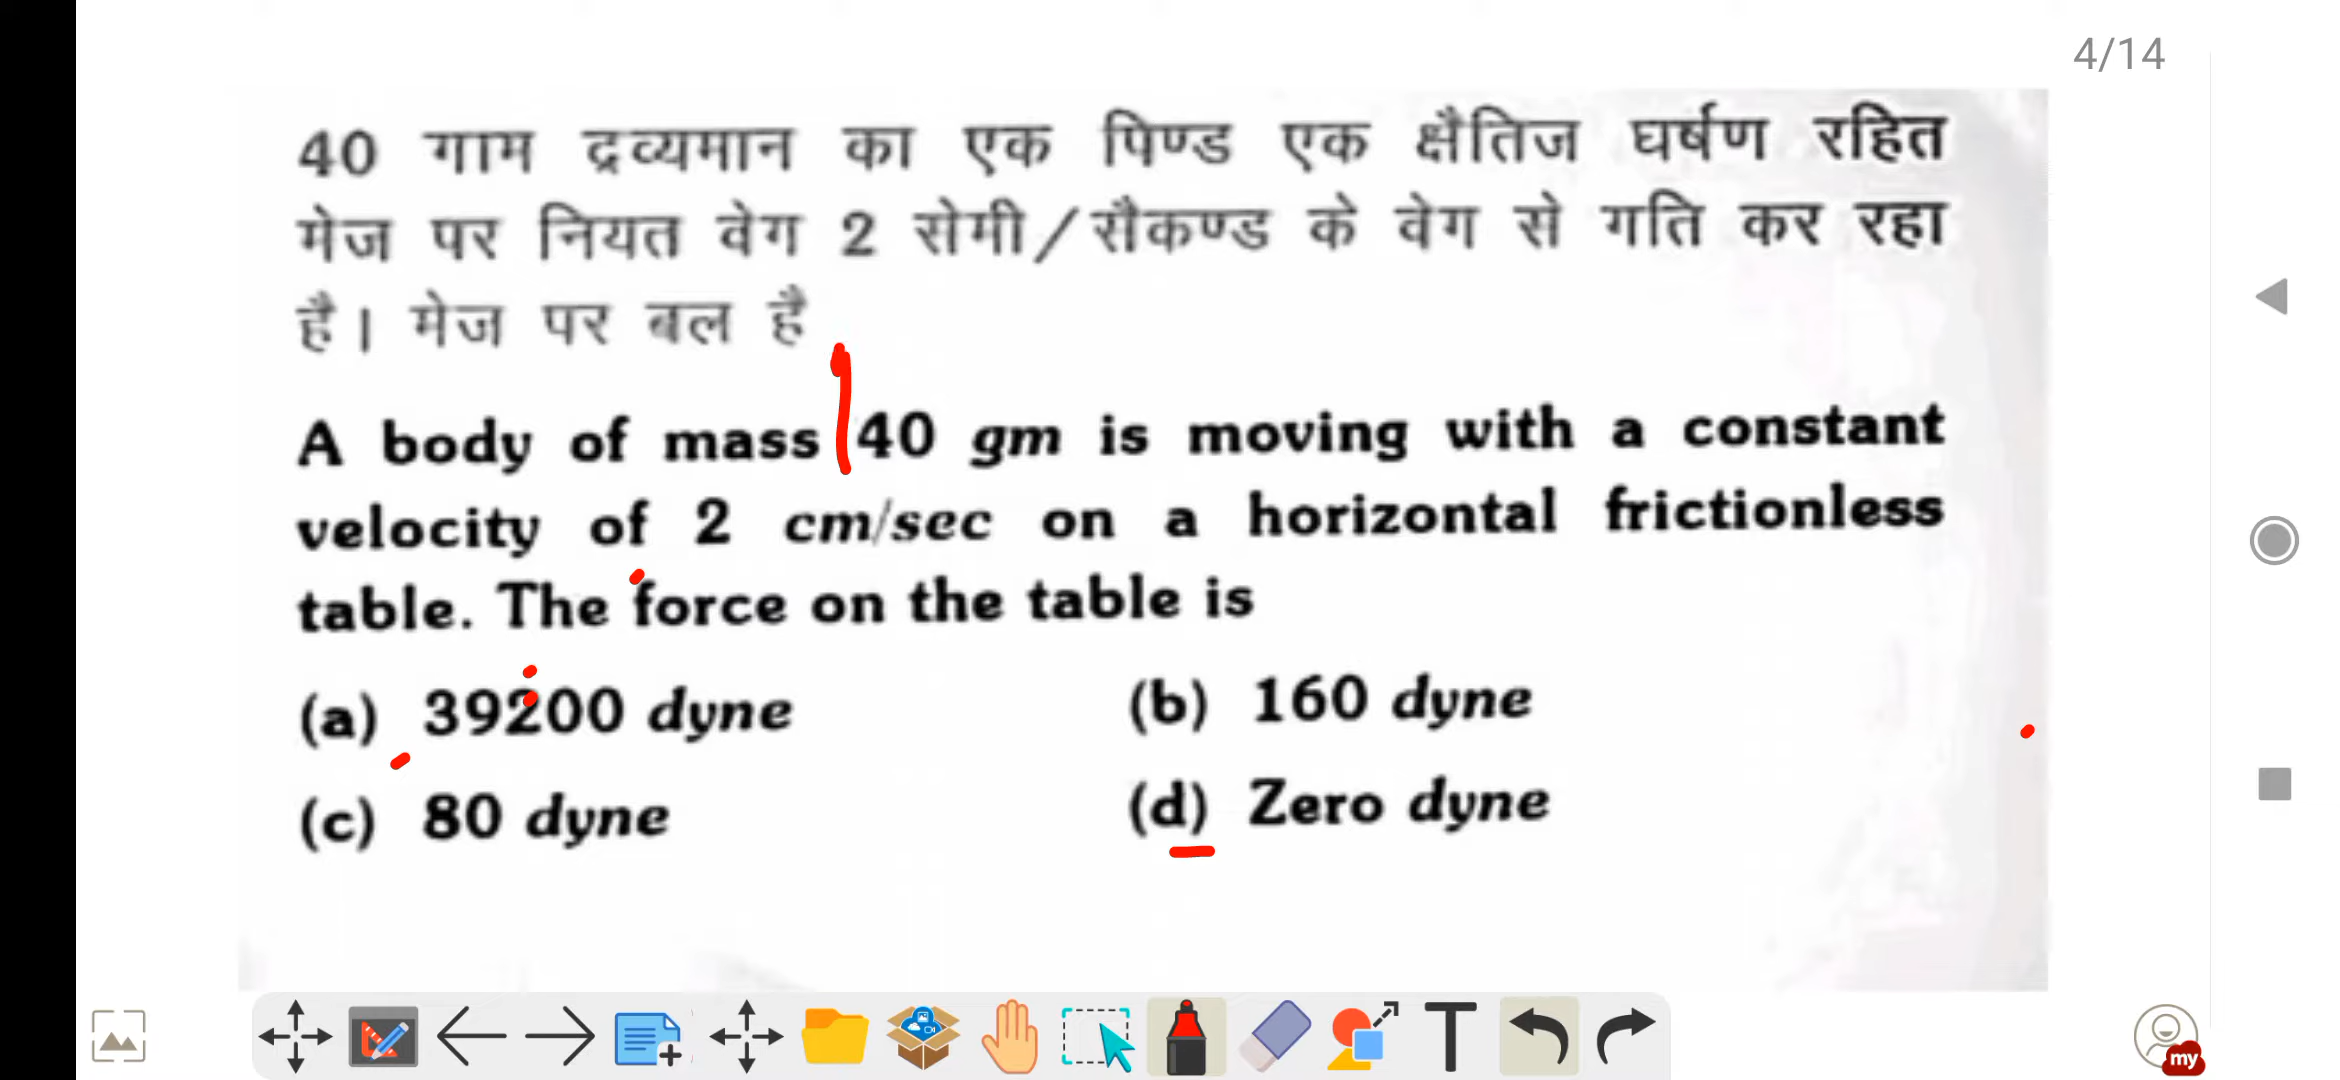 4/14
40 गाम द्रव्यमान का एक पिण्ड एक क्षैतिज घर्षण रहित
मेज पर नियत वेग 2 सेमी/सैकण्ड के वेग से गति कर रहा
है। मेज पर बल है
A body of mass 40 gm is moving with a constant
velocity of 2 cm/sec on a horizontal frictionless
table. The force on the table is
(a) 39200 dyne (b) 160 dyne
(c) 80 dyne (d) Zero dyne
T
my